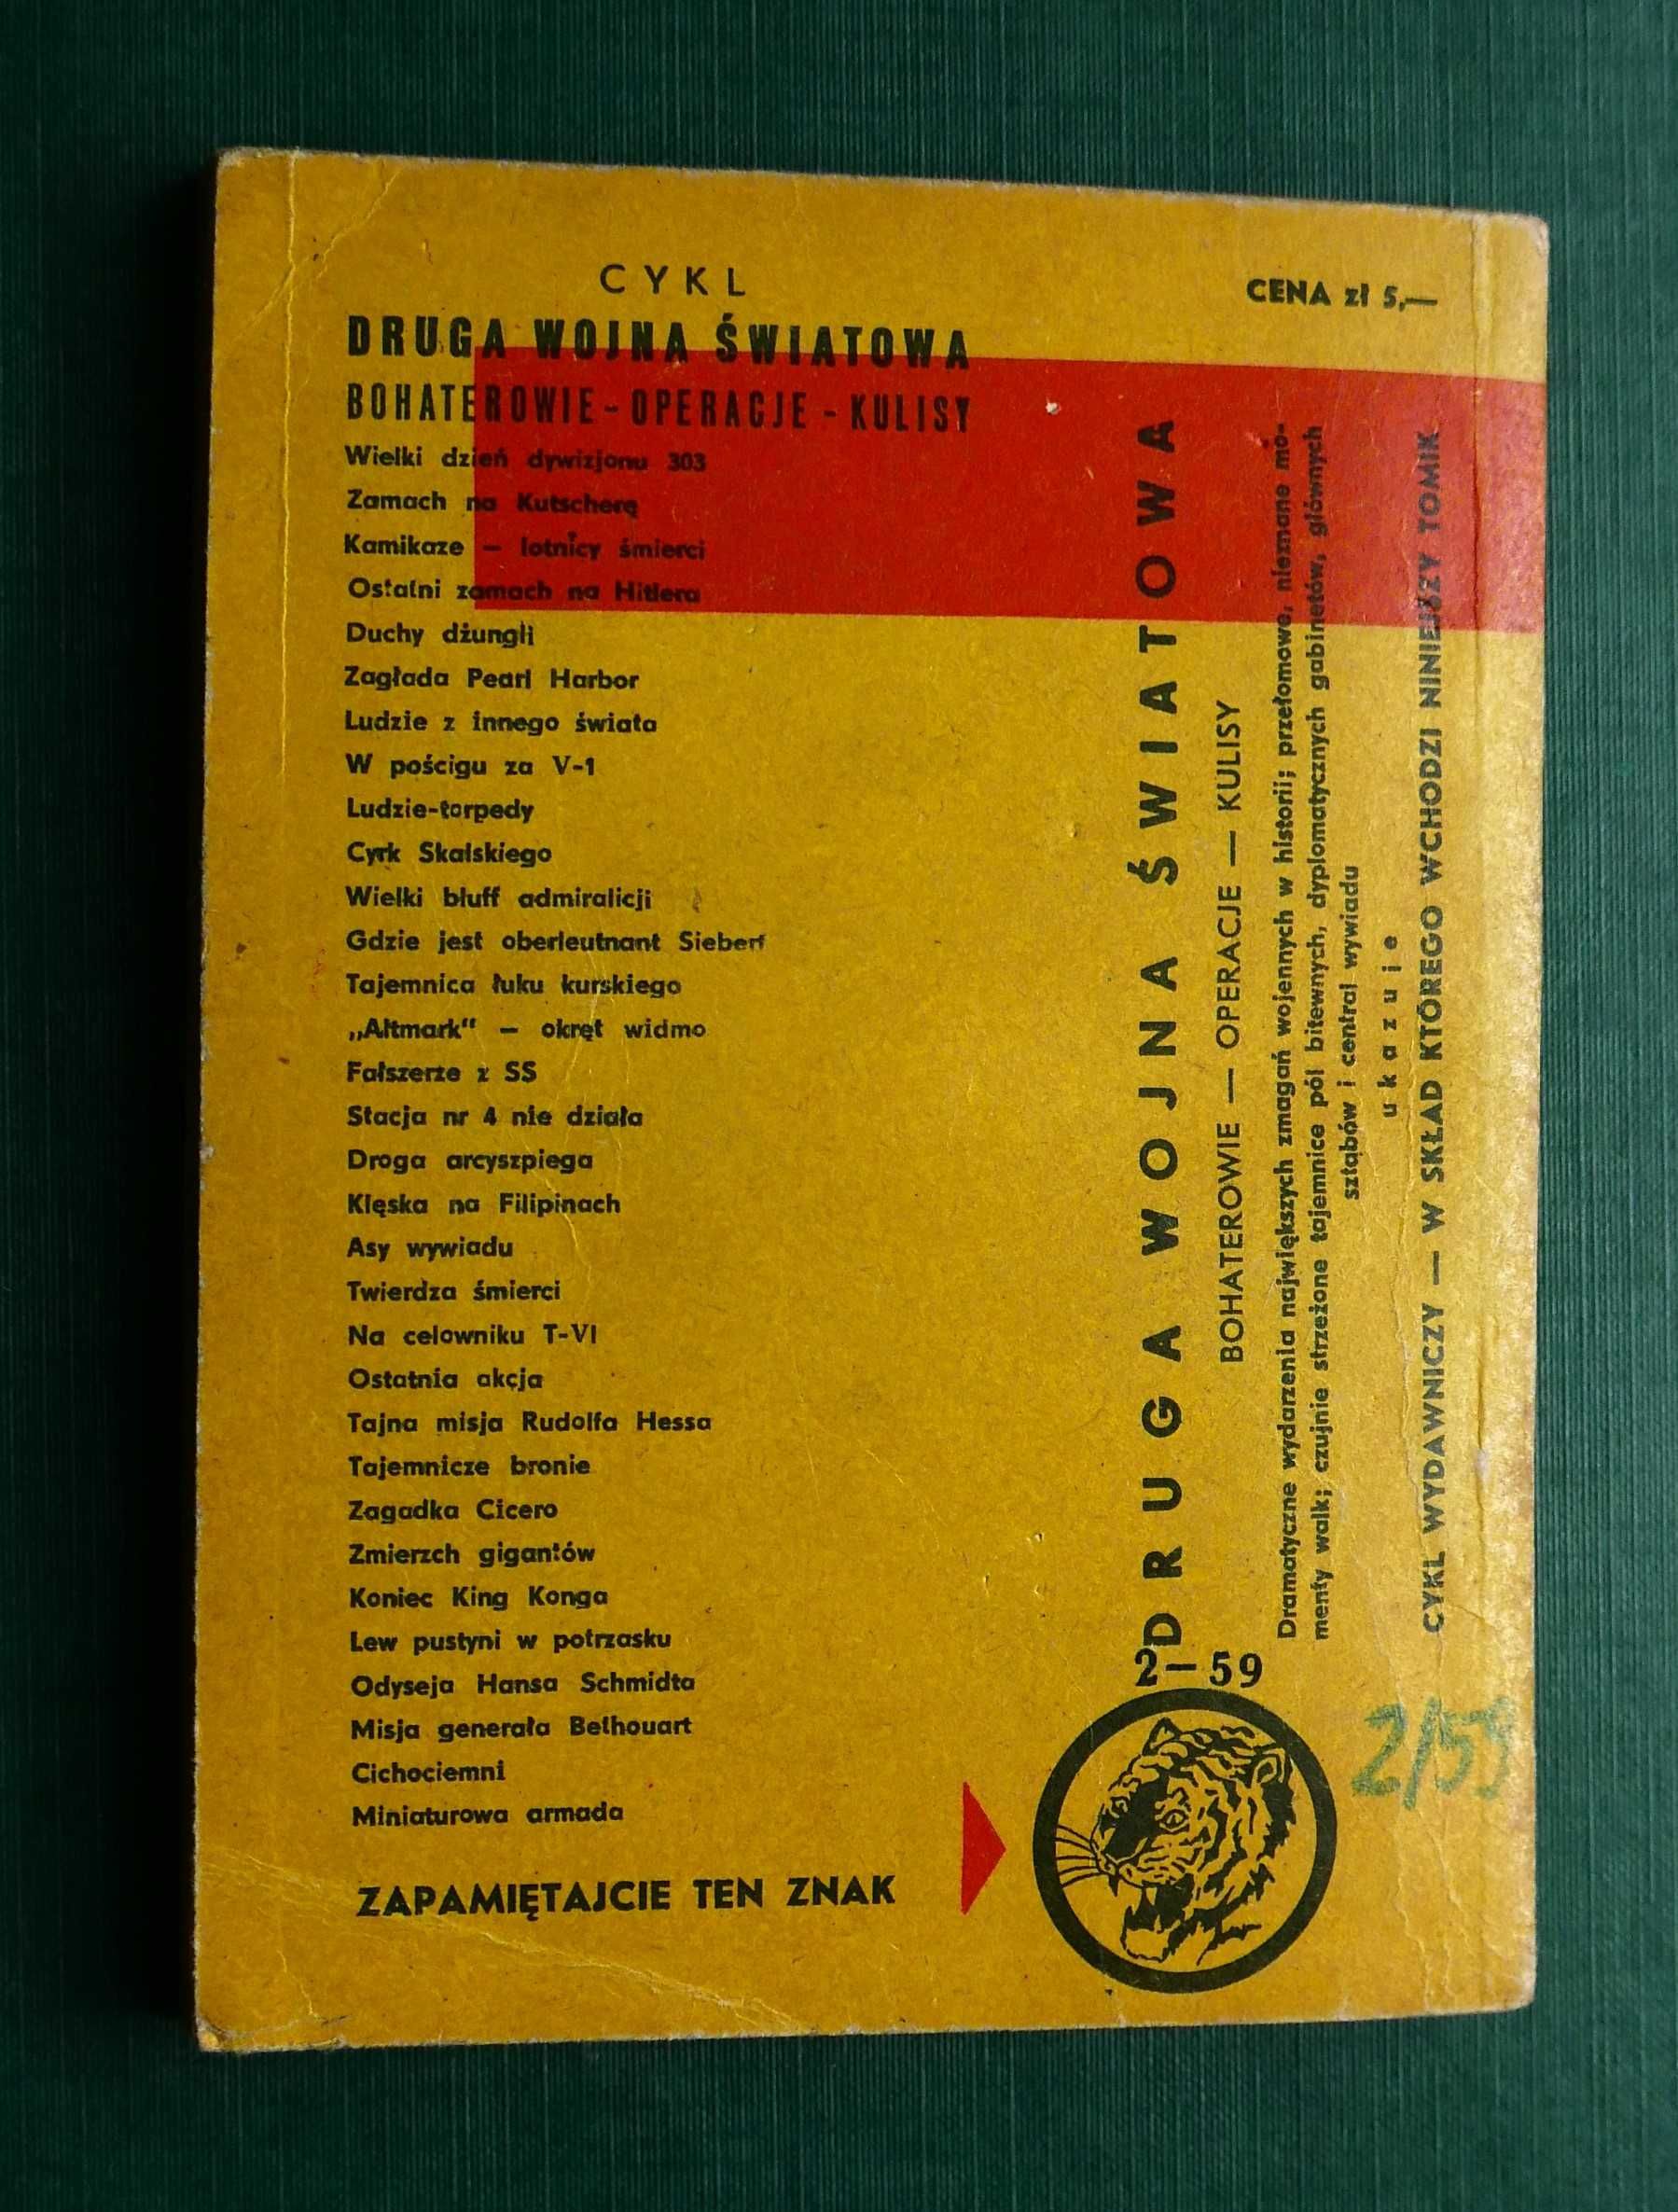 CYKL
DRUGA WOJNA ŚWIATOWA
BOHATEROWIE - OPERACJE - KULISY
Wielki dzień dywizjonu 303
Zamach na Kutscherę
Kamikaze — lotnicy śmierci
Ostatni zamach na Hitlera
Duchy dżungli
Zagłada Pearl Harbor
Ludzie z innego świata
W pościgu za V-1
Ludzie-torpedy
Cyrk Skalskiego
Wielki bluff admiralicji
Gdzie jest oberleutnant Siebert
Tajemnica łuku kurskiego
„Altmark" — okręt widmo
Fałszerze z SS
Stacja nr 4 nie działa
Droga arcyszpiega
Klęska na Filipinach
Asy wywiadu
Twierdza śmierci
Na celowniku T-VI
Ostatnia akcja
Tajna misja Rudolfa Hessa
Tajemnicze bronie
Zagadka Cicero
Zmierzch gigantów
Koniec King Konga
Lew pustyni w potrzasku
Odyseja Hansa Schmidta
Misja generała Bethouart
Cichociemni
Miniaturowa armada
ZAPAMIĘTAJCIE TEN ZNAK
CENA zł 5,—
DRUGA WOJNA ŚWIATOWA
BOHATEROWIE — OPERACJE — KULISY
Dramatyczne wydarzenia największych zmagań wojennych w historii; przełomowe, nieznane mo-
menty walk; czujnie strzeżone tajemnice pól bitewnych, dyplomatycznych gabinetów, głównych
sztabów i central wywiadu
ukazuje
CYKL WYDAWNICZY — W SKŁAD KTÓREGO WCHODZI NINIEJSZY TOMIK
2—59
2/59